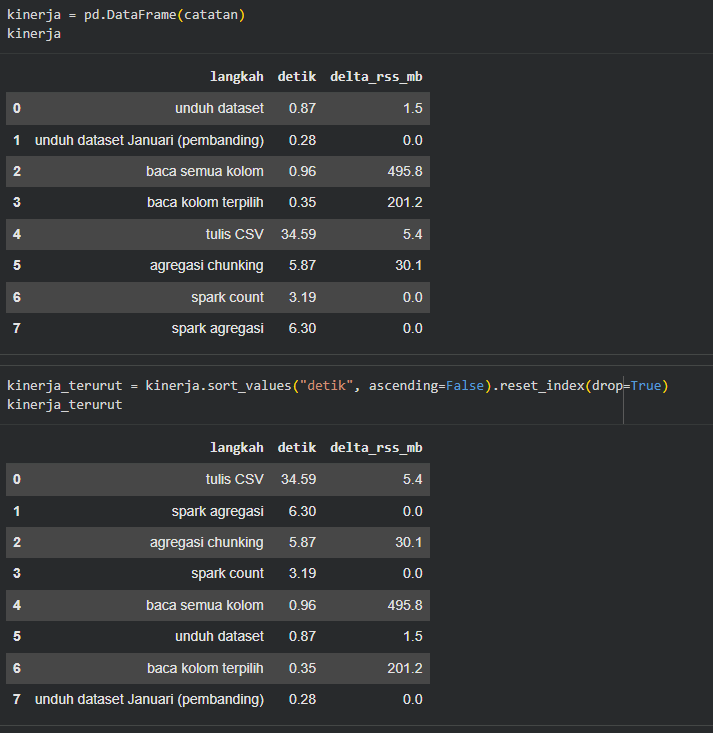 kinerja = pd.DataFrame(catatan)
kinerja
langkah detik delta_rss_mb
0 unduh dataset 0.87 1.5
1 unduh dataset Januari (pembanding) 0.28 0.0
2 baca semua kolom 0.96 495.8
3 baca kolom terpilih 0.35 201.2
4 tulis CSV 34.59 5.4
5 agregasi chunking 5.87 30.1
6 spark count 3.19 0.0
7 spark agregasi 6.30 0.0
kinerja_terurut = kinerja.sort_values("detik", ascending=False).reset_index(drop=True)
kinerja_terurut
langkah detik delta_rss_mb
0 tulis CSV 34.59 5.4
1 spark agregasi 6.30 0.0
2 agregasi chunking 5.87 30.1
3 spark count 3.19 0.0
4 baca semua kolom 0.96 495.8
5 unduh dataset 0.87 1.5
6 baca kolom terpilih 0.35 201.2
7 unduh dataset Januari (pembanding) 0.28 0.0